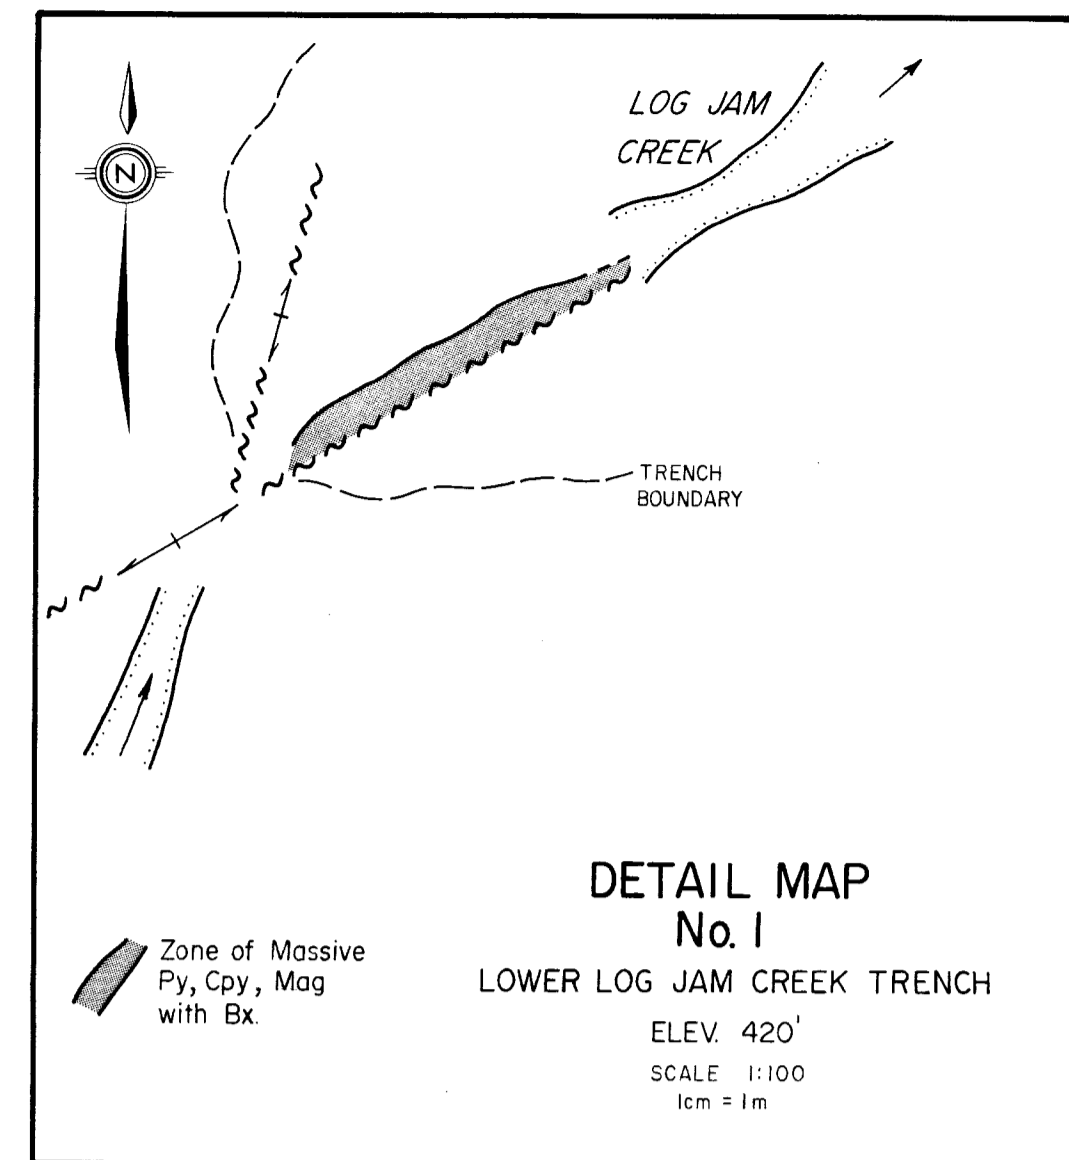 N
LOG JAM
CREEK
TRENCH
BOUNDARY
Zone of Massive
Py, Cpy, Mag
with Bx.
DETAIL MAP
No. 1
LOWER LOG JAM CREEK TRENCH
ELEV. 420'
SCALE 1:100
1cm = 1m